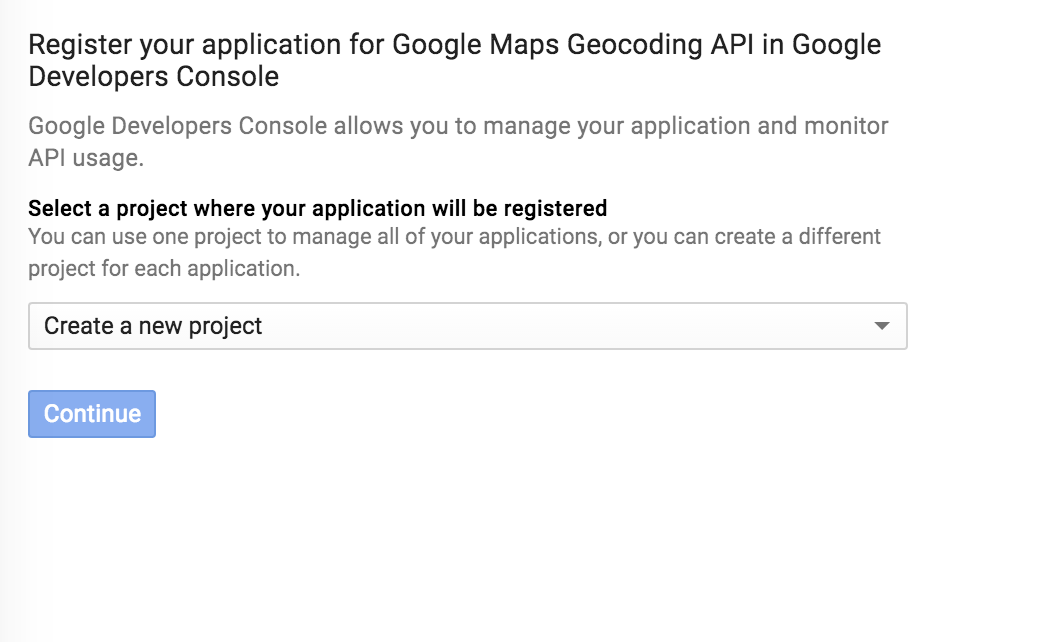 Register your application for Google Maps Geocoding API in Google
Developers Console
Google Developers Console allows you to manage your application and monitor
API usage.
Select a project where your application will be registered
You can use one project to manage all of your applications, or you can create a different
project for each application.
Create a new project
Continue